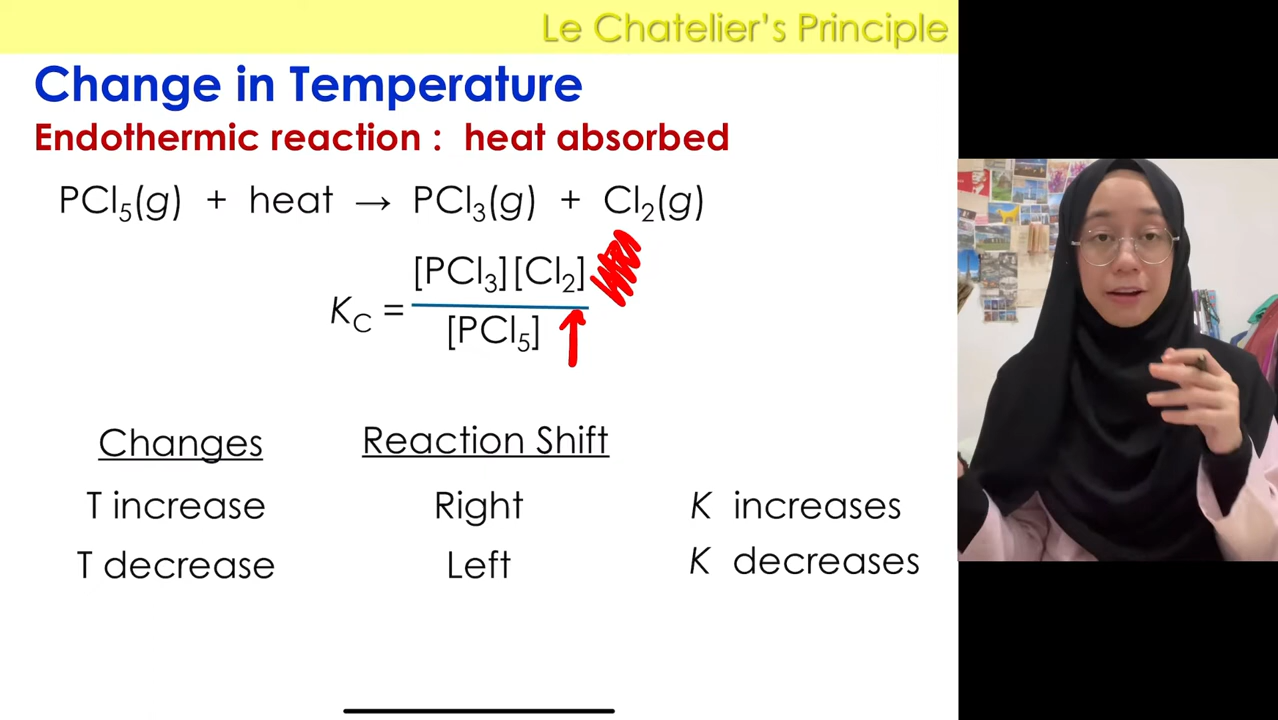 Le Chatelier's Principle
Change in Temperature
Endothermic reaction : heat absorbed
PCl₅(g) + heat → PCl₃(g) + Cl₂(g)
[PCl₃][Cl₂]
K_C =
[PCl₅] ↑
Changes Reaction Shift
T increase Right K increases
T decrease Left K decreases